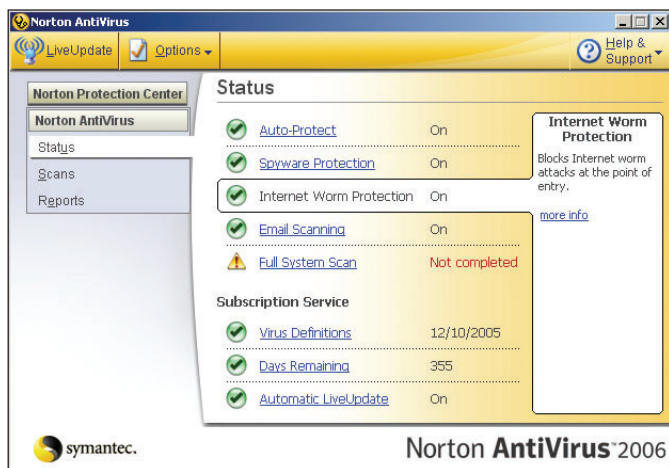 Norton AntiVirus
LiveUpdate Options Help & Support
Norton Protection Center
Norton AntiVirus
Status
Scans
Reports
Status
Auto-Protect On
Spyware Protection On
Internet Worm Protection On
Email Scanning On
Full System Scan Not completed
Subscription Service
Virus Definitions 12/10/2005
Days Remaining 355
Automatic LiveUpdate On
Internet Worm
Protection
Blocks Internet worm
attacks at the point of
entry.
more info
symantec.
Norton AntiVirus™2006